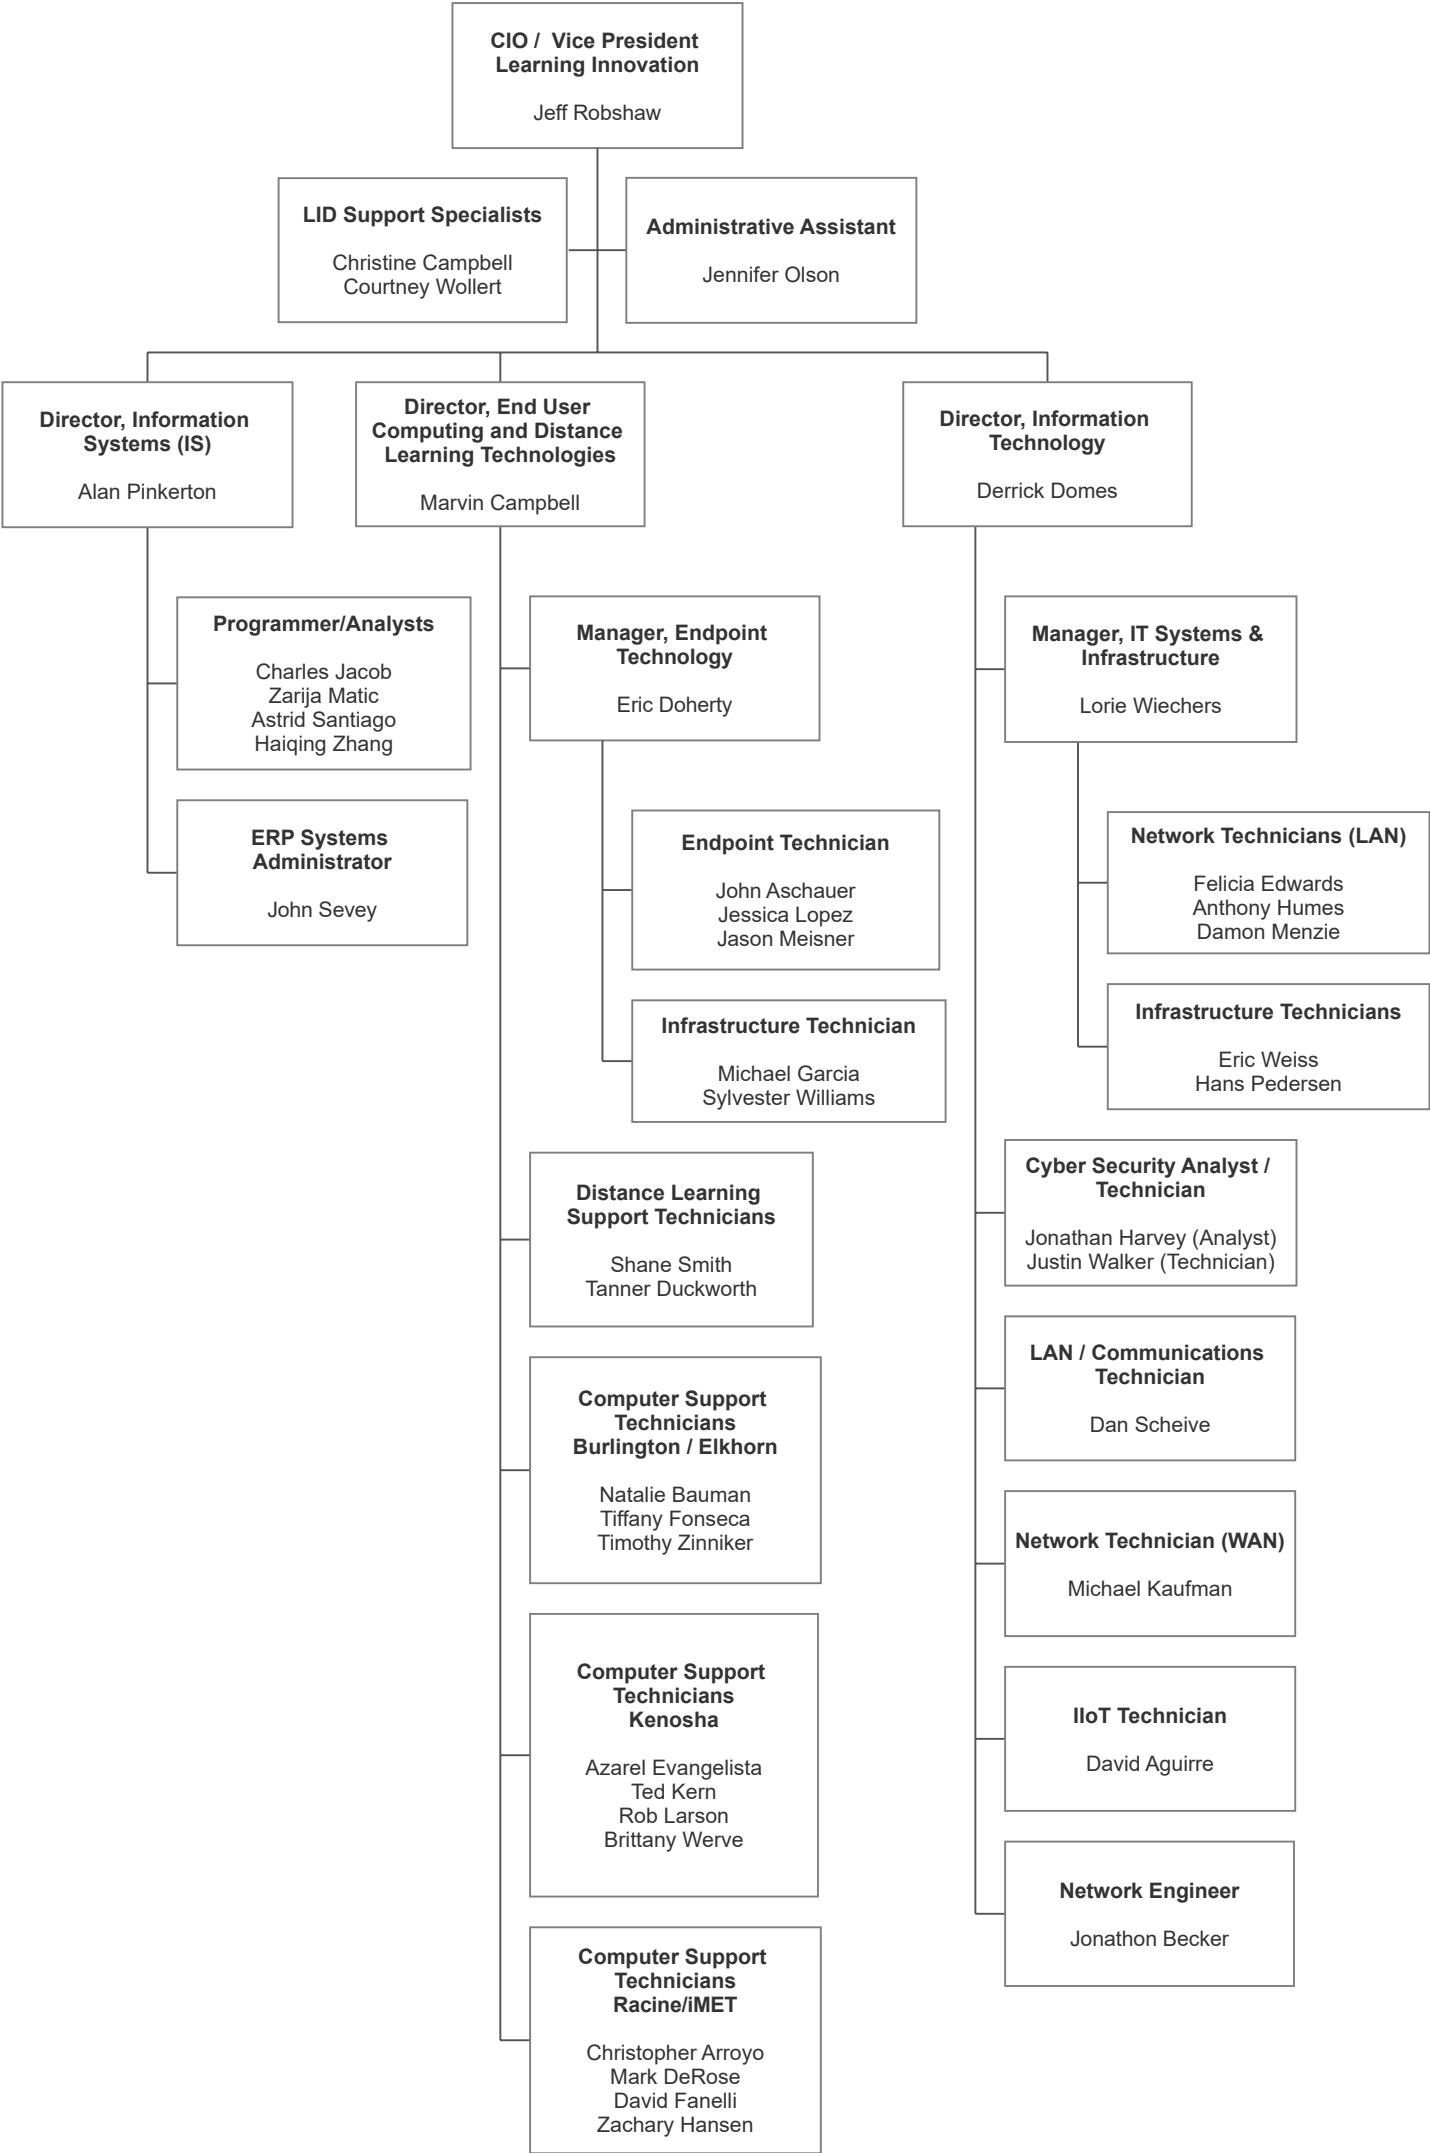 CIO / Vice President
Learning Innovation
Jeff Robshaw
LID Support Specialists
Christine Campbell
Courtney Wollert
Administrative Assistant
Jennifer Olson
Director, Information
Systems (IS)
Alan Pinkerton
Director, End User
Computing and Distance
Learning Technologies
Marvin Campbell
Director, Information
Technology
Derrick Domes
Programmer/Analysts
Charles Jacob
Zarija Matic
Astrid Santiago
Haiqing Zhang
ERP Systems
Administrator
John Sevey
Manager, Endpoint
Technology
Eric Doherty
Endpoint Technician
John Aschauer
Jessica Lopez
Jason Meisner
Infrastructure Technician
Michael Garcia
Sylvester Williams
Distance Learning
Support Technicians
Shane Smith
Tanner Duckworth
Computer Support
Technicians
Burlington / Elkhorn
Natalie Bauman
Tiffany Fonseca
Timothy Zinniker
Computer Support
Technicians
Kenosha
Azarel Evangelista
Ted Kern
Rob Larson
Brittany Werve
Computer Support
Technicians
Racine/iMET
Christopher Arroyo
Mark DeRose
David Fanelli
Zachary Hansen
Manager, IT Systems &
Infrastructure
Lorie Wiechers
Network Technicians (LAN)
Felicia Edwards
Anthony Humes
Damon Menzie
Infrastructure Technicians
Eric Weiss
Hans Pedersen
Cyber Security Analyst /
Technician
Jonathan Harvey (Analyst)
Justin Walker (Technician)
LAN / Communications
Technician
Dan Scheive
Network Technician (WAN)
Michael Kaufman
IIoT Technician
David Aguirre
Network Engineer
Jonathon Becker